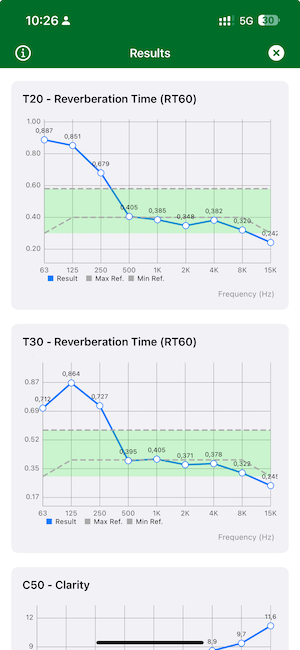 10:26 5G 30
Results
T20 - Reverberation Time (RT60)
1.00
0,887
0,851
0.80
0,679
0.60
0,405
0,385
0,348
0,382
0,320
0,242
0.40
0.20
63 125 250 500 1K 2K 4K 8K 15K
Result Max Ref. Min Ref.
Frequency (Hz)
T30 - Reverberation Time (RT60)
0.87
0,712
0,864
0,727
0.69
0.52
0,395
0,405
0,371
0,378
0,322
0.35
0.17
63 125 250 500 1K 2K 4K 8K 15K
Result Max Ref. Min Ref.
Frequency (Hz)
C50 - Clarity
12
11,6
9,7
8,9
9